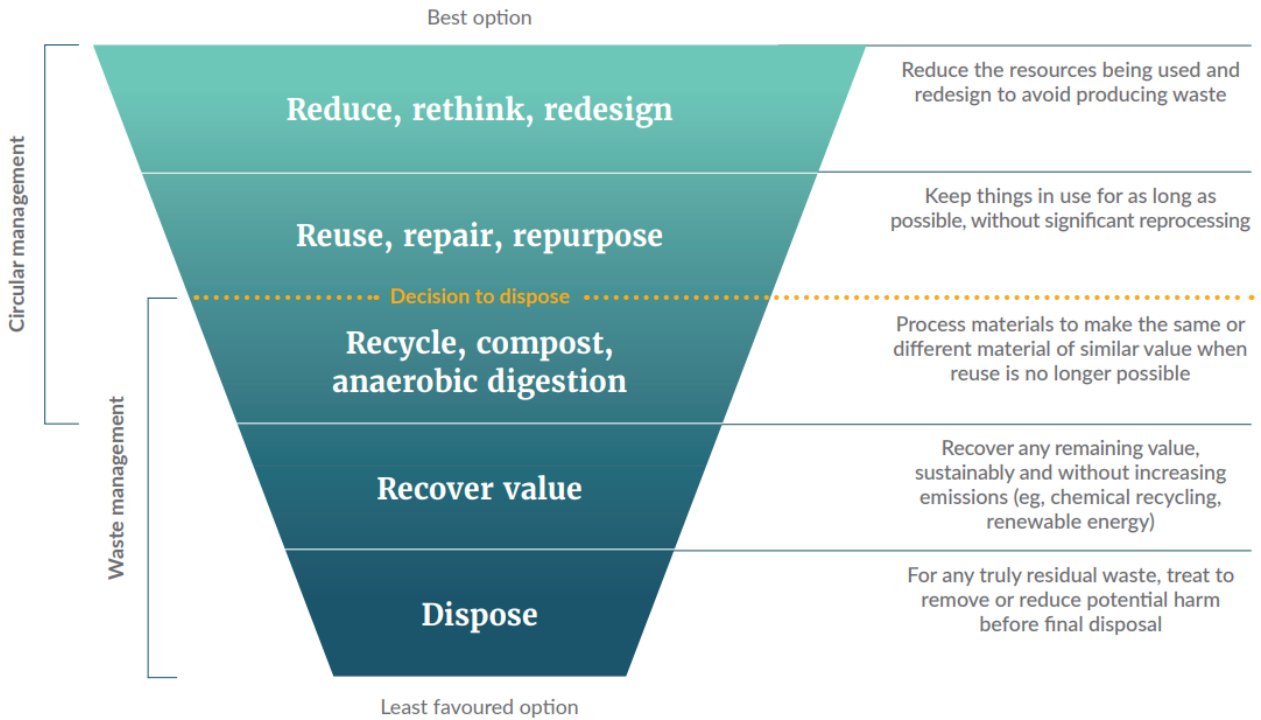 Best option
Circular management
Waste management
Reduce, rethink, redesign
Reduce the resources being used and
redesign to avoid producing waste
Reuse, repair, repurpose
Keep things in use for as long as
possible, without significant reprocessing
Decision to dispose
Recycle, compost,
anaerobic digestion
Process materials to make the same or
different material of similar value when
reuse is no longer possible
Recover value
Recover any remaining value,
sustainably and without increasing
emissions (eg, chemical recycling,
renewable energy)
Dispose
For any truly residual waste, treat to
remove or reduce potential harm
before final disposal
Least favoured option